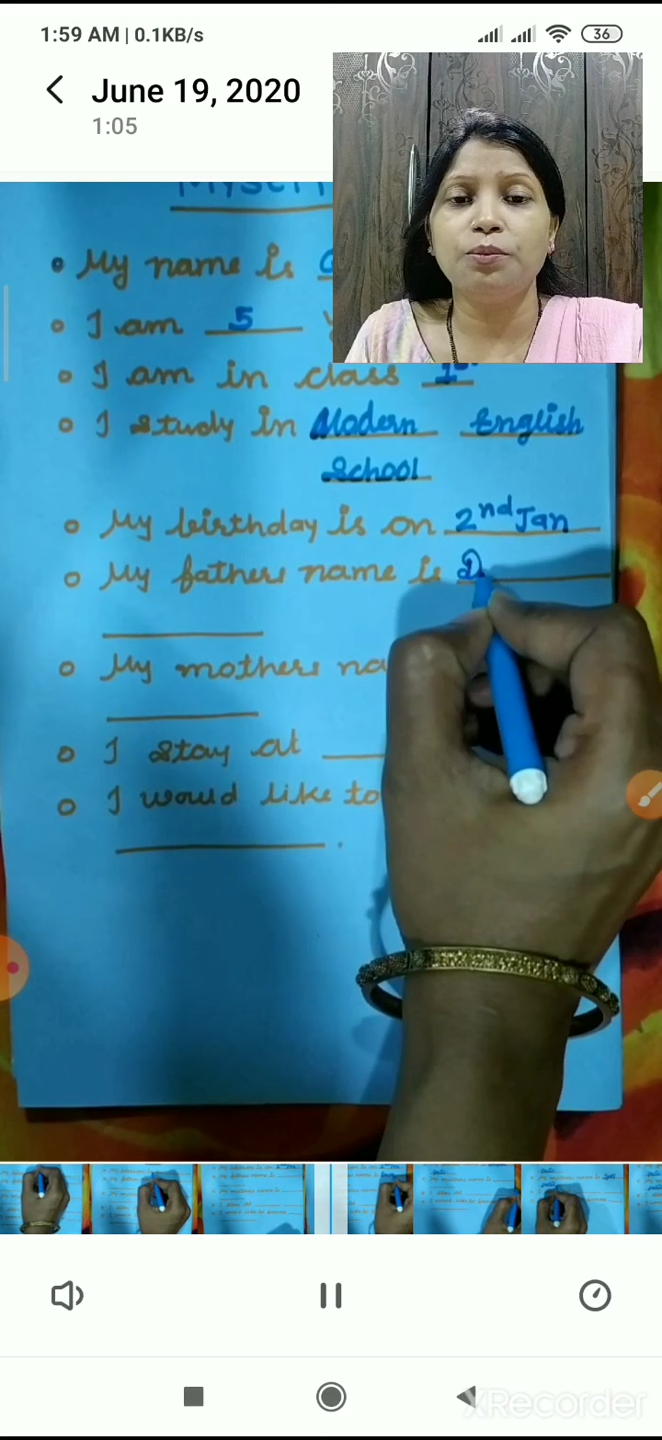 1:59 AM | 0.1KB/s
36
June 19, 2020
1:05
Myself
• My name is
I am 5
I am in class 1st
I study in Modern English
School
My birthday is on 2nd Jan
My fathers name is D
My mothers na
I stay at
I would like to
.
XRecorder